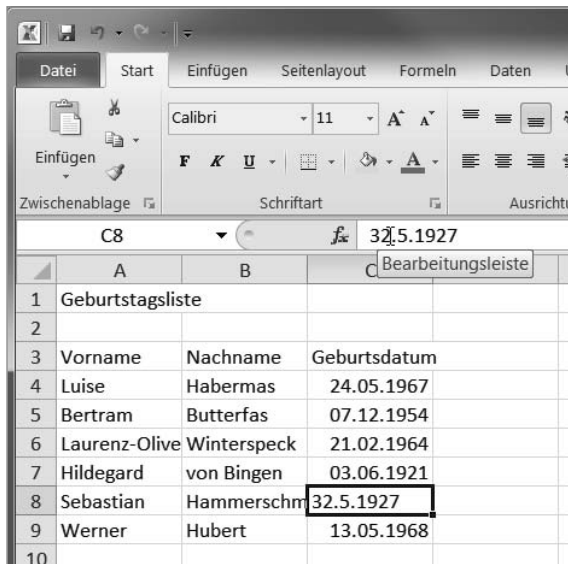 Datei Start Einfügen Seitenlayout Formeln Daten
Calibri 11 A A
Einfügen F K U A
Zwischenablage Schriftart
C8 fx 32.5.1927
Bearbeitungsleiste
A B C
1 Geburtstagsliste
2
3 Vorname Nachname Geburtsdatum
4 Luise Habermas 24.05.1967
5 Bertram Butterfas 07.12.1954
6 Laurenz-Olive Winterspeck 21.02.1964
7 Hildegard von Bingen 03.06.1921
8 Sebastian Hammerschm 32.5.1927
9 Werner Hubert 13.05.1968
10